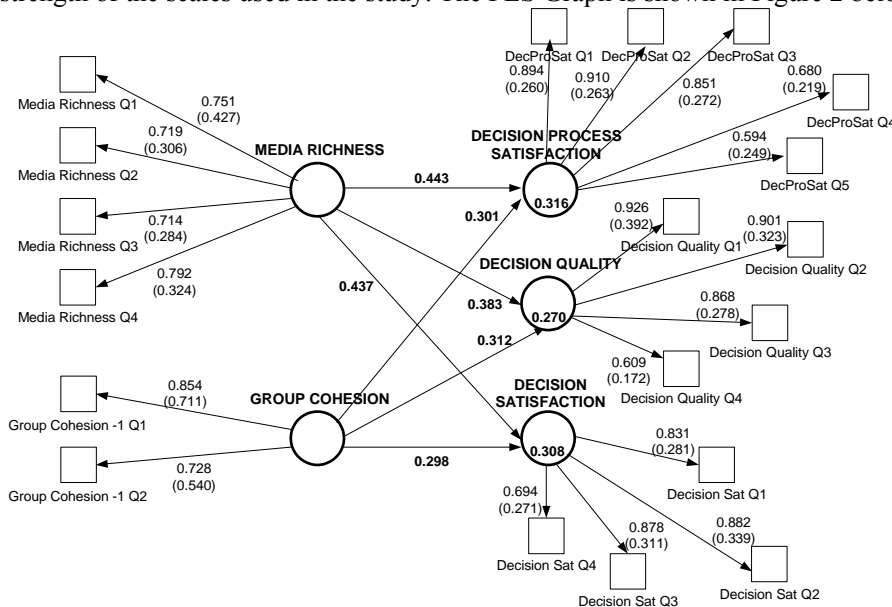 strength of the scales used in the study. The PLS-Graph is shown in Figure 2 below
DecProSat Q1
DecProSat Q2
DecProSat Q3
0.894
(0.260)
0.910
(0.263)
0.851
(0.272)
0.680
(0.219)
DecProSat Q4
0.594
(0.249)
DecProSat Q5
Media Richness Q1
0.751
(0.427)
Media Richness Q2
0.719
(0.306)
Media Richness Q3
0.714
(0.284)
Media Richness Q4
0.792
(0.324)
MEDIA RICHNESS
DECISION PROCESS
SATISFACTION
0.443
0.316
0.301
0.437
0.383
0.312
DECISION QUALITY
0.270
0.926
(0.392)
Decision Quality Q1
0.901
(0.323)
Decision Quality Q2
0.868
(0.278)
Decision Quality Q3
0.609
(0.172)
Decision Quality Q4
Group Cohesion -1 Q1
0.854
(0.711)
Group Cohesion -1 Q2
0.728
(0.540)
GROUP COHESION
0.298
DECISION
SATISFACTION
0.308
0.831
(0.281)
Decision Sat Q1
0.882
(0.339)
Decision Sat Q2
0.878
(0.311)
Decision Sat Q3
0.694
(0.271)
Decision Sat Q4